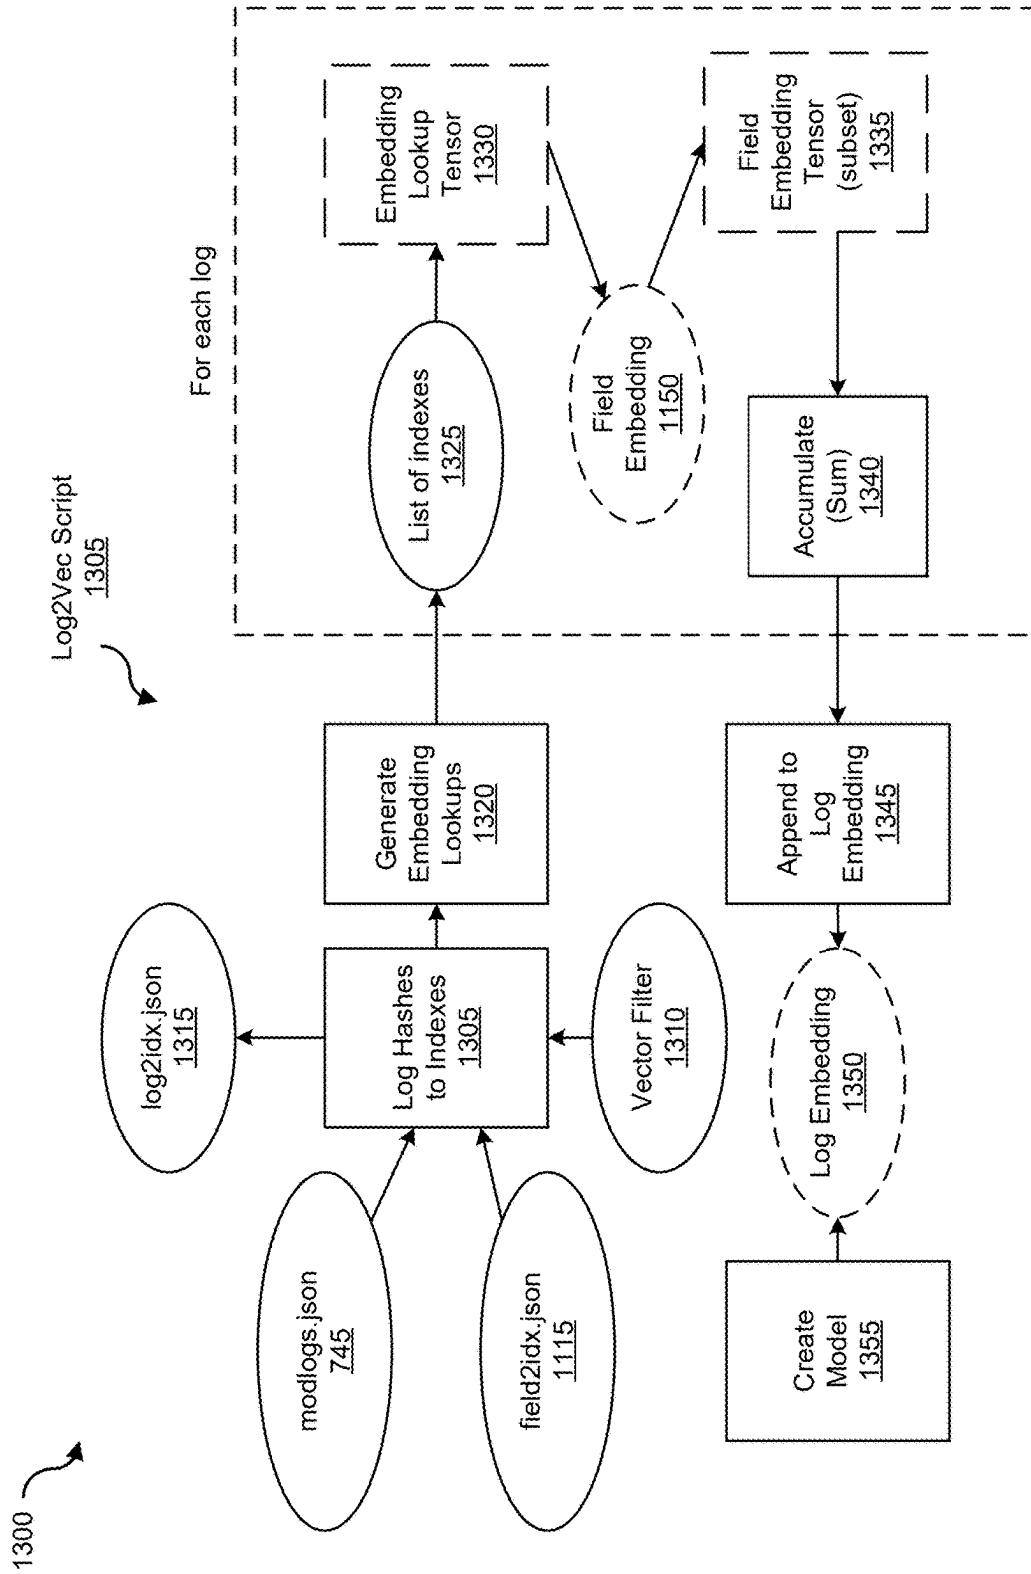 1300
Log2Vec Script
1305
For each log
modlogs.json
745
field2idx.json
1115
log2idx.json
1315
Log Hashes
to Indexes
1305
Vector Filter
1310
Generate
Embedding
Lookups
1320
List of indexes
1325
Embedding
Lookup
Tensor
1330
Field
Embedding
1150
Field
Embedding
Tensor
(subset)
1335
Accumulate
(Sum)
1340
Append to
Log
Embedding
1345
Log Embedding
1350
Create
Model
1355